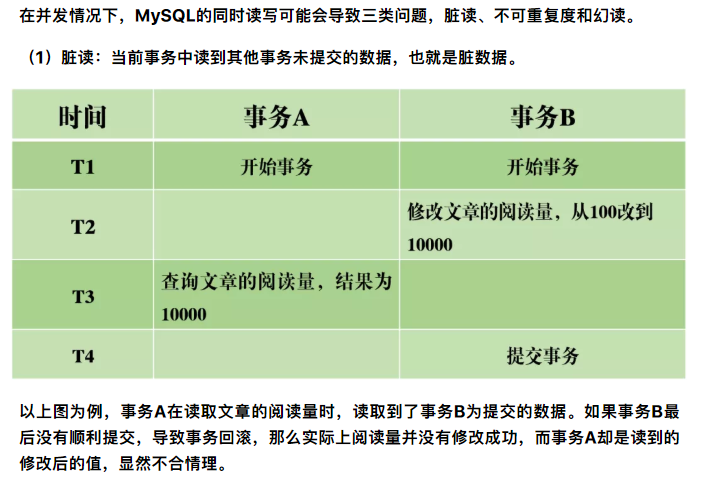 在并发情况下，MySQL的同时读写可能会导致三类问题，脏读、不可重复度和幻读。
（1）脏读：当前事务中读到其他事务未提交的数据，也就是脏数据。
时间 事务A 事务B
T1 开始事务 开始事务
修改文章的阅读量，从100改到
T2
10000
查询文章的阅读量，结果为
T3
10000
T4 提交事务
以上图为例，事务A在读取文章的阅读量时，读取到了事务B为提交的数据。如果事务B最
后没有顺利提交，导致事务回滚，那么实际上阅读量并没有修改成功，而事务A却是读到的
修改后的值，显然不合情理。